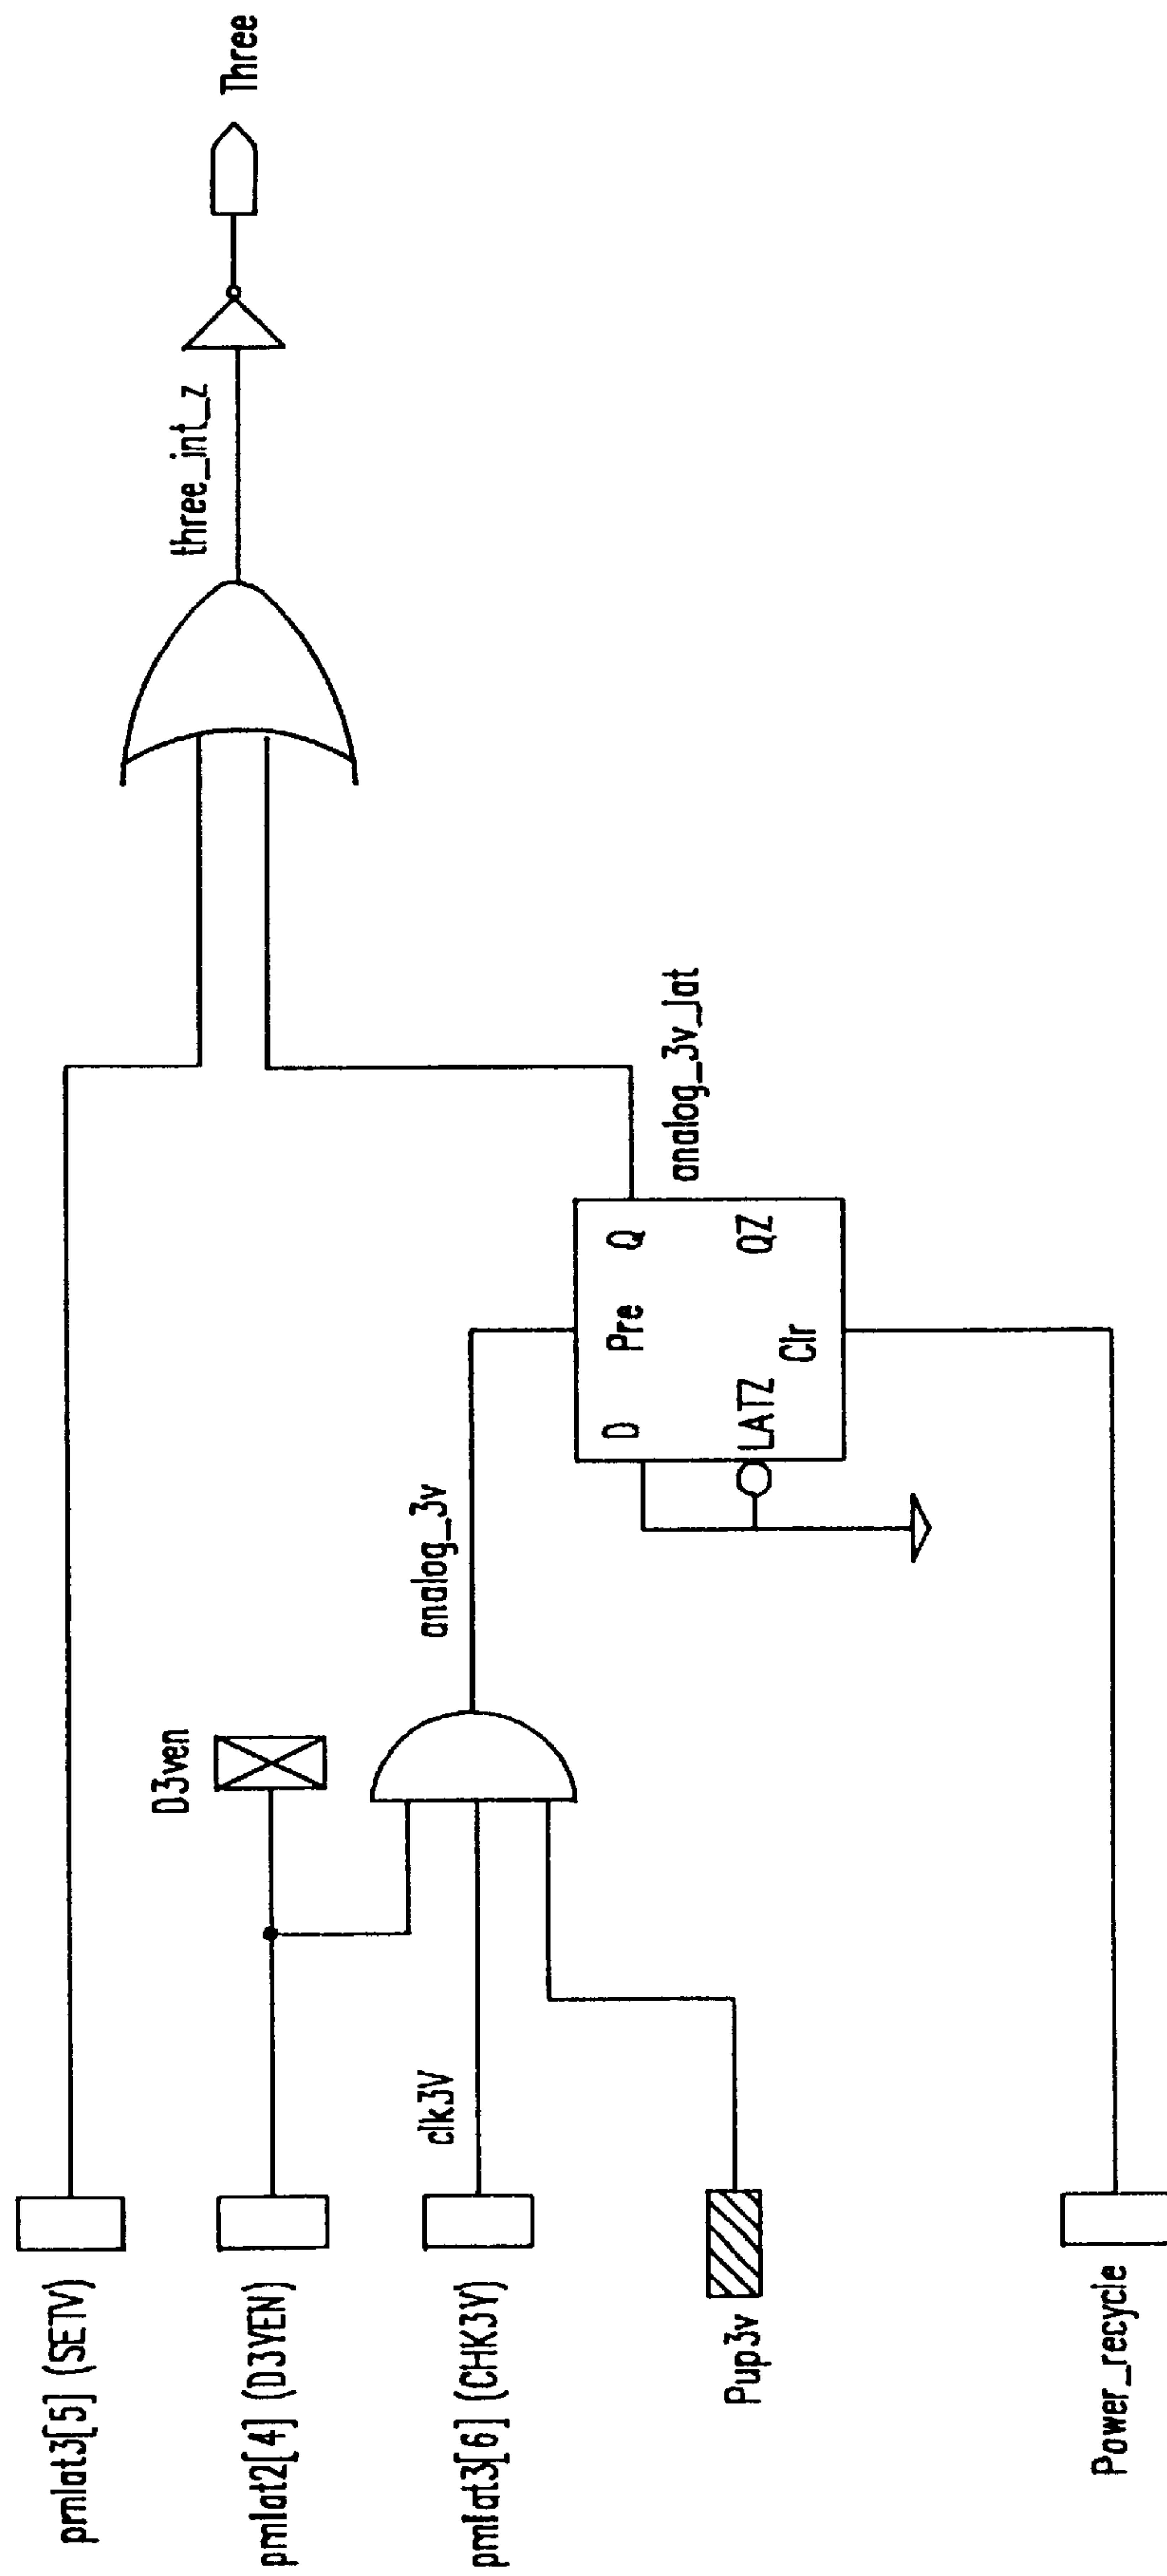 pmlat3[5] (SETV)
pmlat2[4] (D3VEN)
pmlat3[6] (CHK3V)
Pup3v
Power_recycle
clk3V
D3ven
analog_3v
D
Pre
Q
LATZ
Clr
QZ
analog_3v_lat
three_int_z
Three